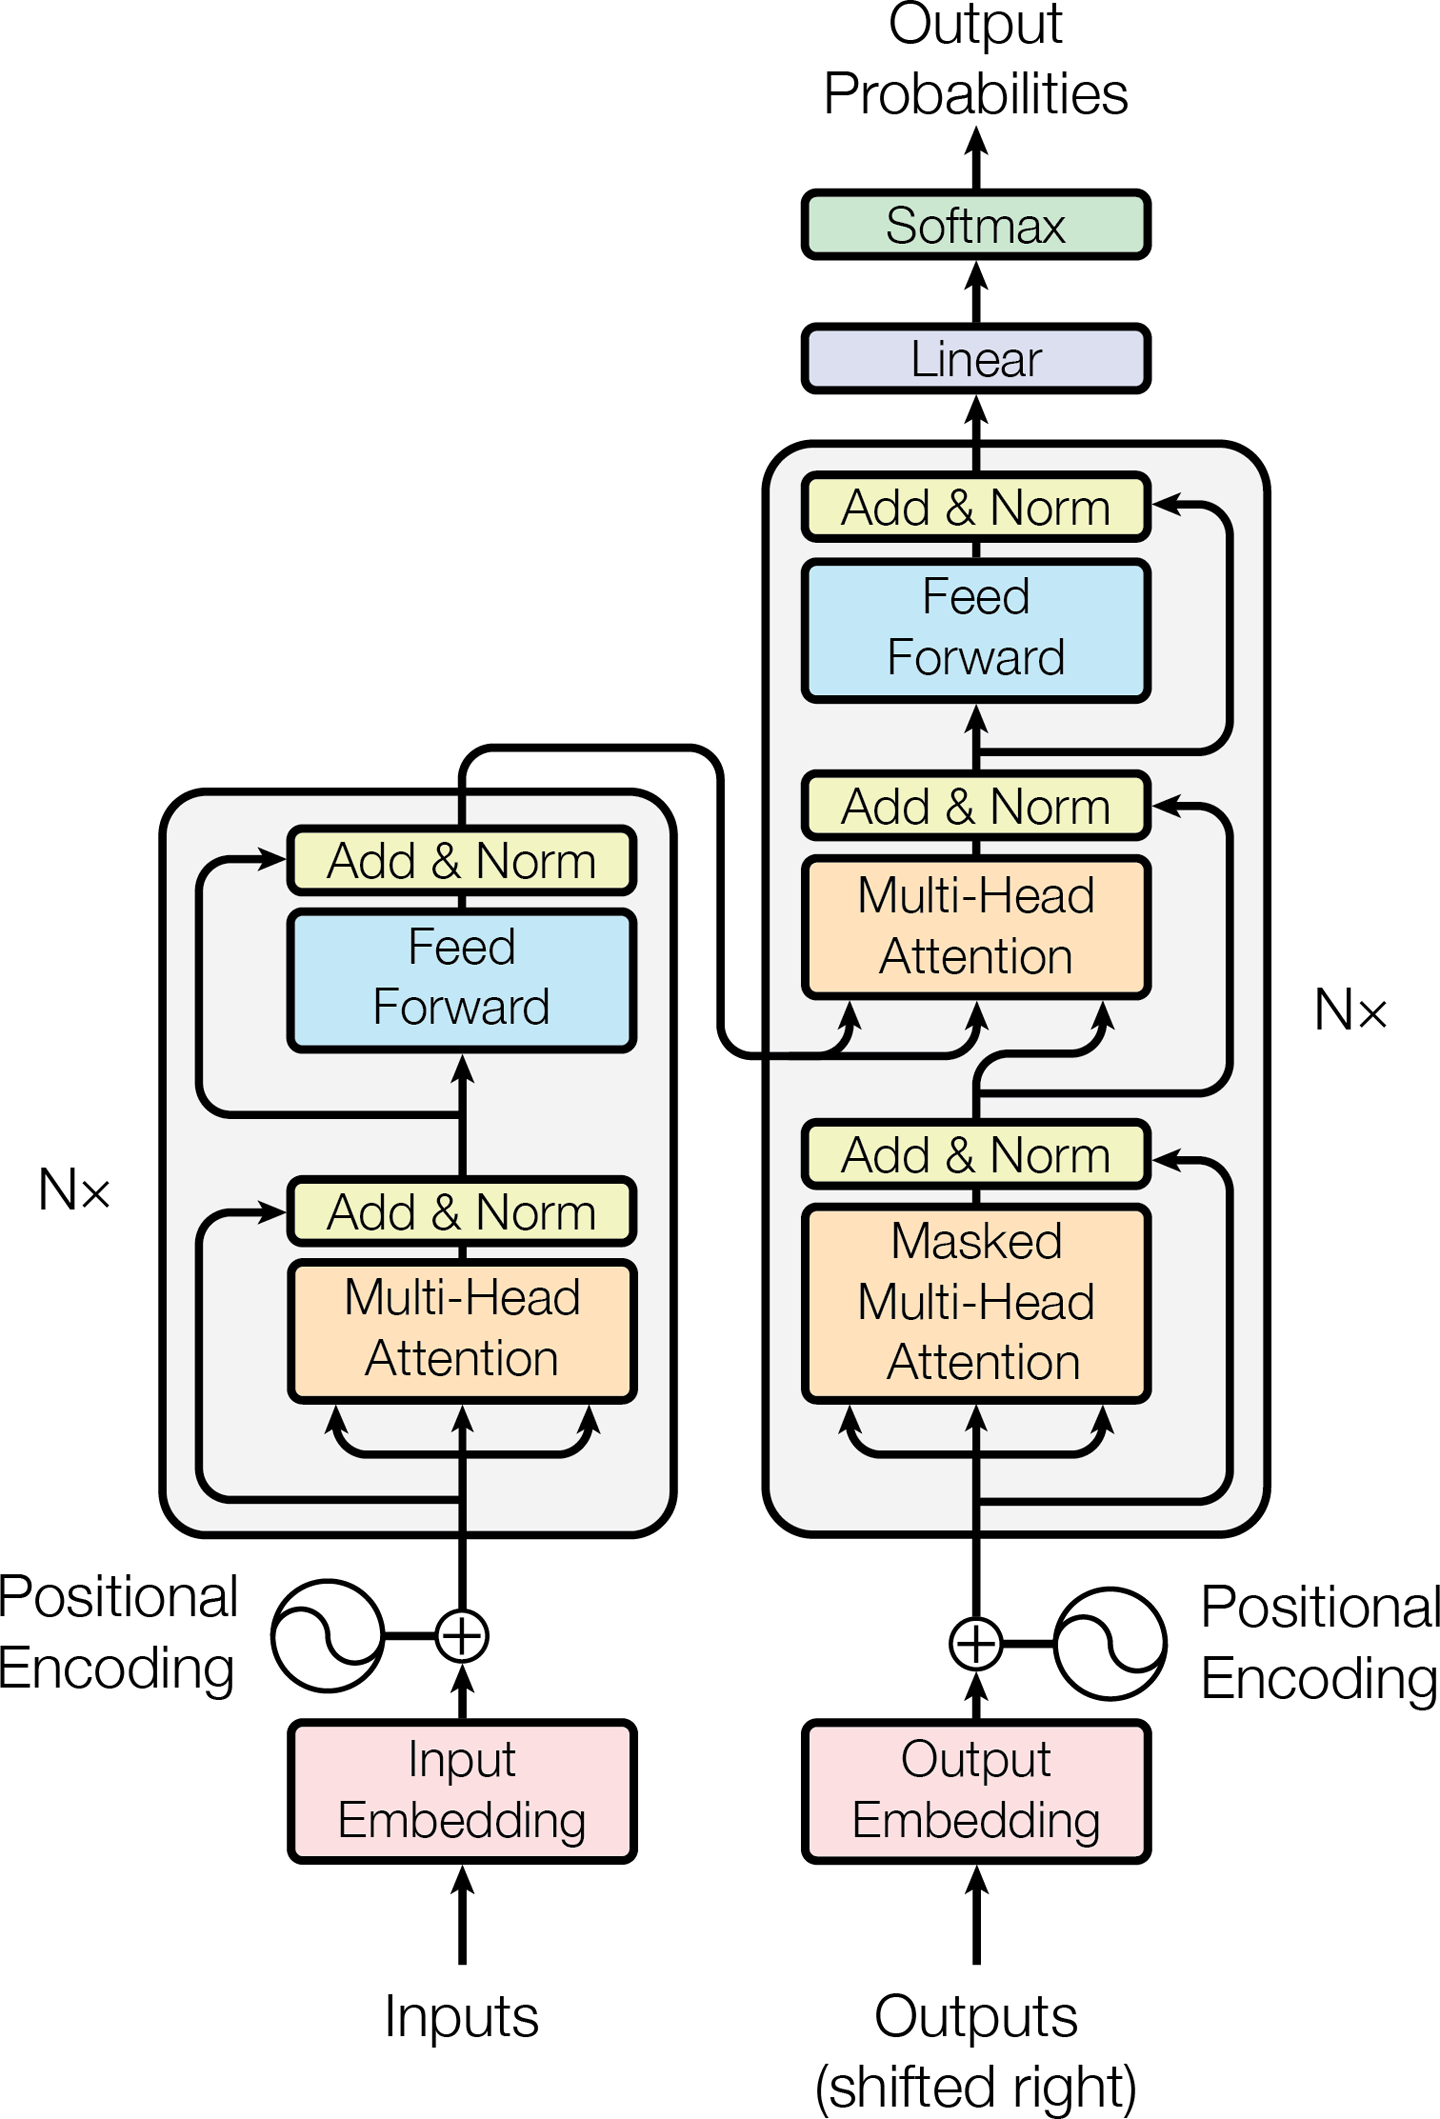 Output
Probabilities
Softmax
Linear
Add & Norm
Feed
Forward
Add & Norm
Multi-Head
Attention
N×
Add & Norm
Masked
Multi-Head
Attention
Add & Norm
Feed
Forward
N×
Add & Norm
Multi-Head
Attention
Positional
Encoding
Positional
Encoding
Input
Embedding
Output
Embedding
Inputs
Outputs
(shifted right)